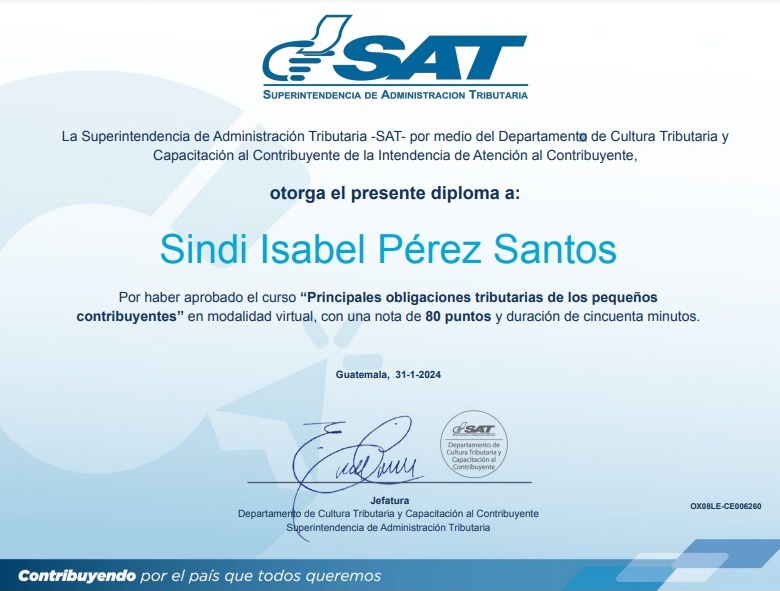 SAT
SUPERINTENDENCIA DE ADMINISTRACION TRIBUTARIA
La Superintendencia de Administración Tributaria -SAT- por medio del Departamento de Cultura Tributaria y
Capacitación al Contribuyente de la Intendencia de Atención al Contribuyente,
otorga el presente diploma a:
Sindi Isabel Pérez Santos
Por haber aprobado el curso “Principales obligaciones tributarias de los pequeños
contribuyentes” en modalidad virtual, con una nota de 80 puntos y duración de cincuenta minutos.
Guatemala, 31-1-2024
SAT
Departamento de
Cultura Tributaria y
Capacitación al
Contribuyente
Jefatura
Departamento de Cultura Tributaria y Capacitación al Contribuyente
Superintendencia de Administración Tributaria
OX08LE-CE006260
Contribuyendo por el país que todos queremos